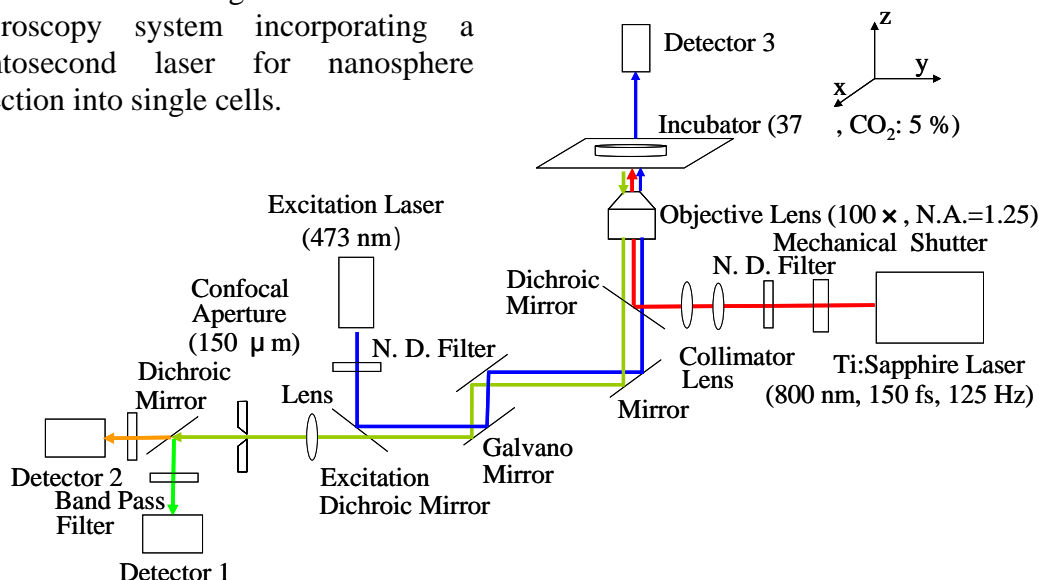 roscopy system incorporating a
ntosecond laser for nanosphere
ction into single cells.
Detector 3
z
y
x
Incubator (37 , CO2: 5 %)
Excitation Laser
(473 nm)
Objective Lens (100 ×, N.A.=1.25)
Mechanical Shutter
N. D. Filter
Dichroic
Mirror
Confocal
Aperture
(150 μm)
N. D. Filter
Collimator
Lens
Ti:Sapphire Laser
(800 nm, 150 fs, 125 Hz)
Dichroic
Mirror
Lens
Mirror
Galvano
Mirror
Detector 2
Excitation
Dichroic Mirror
Band Pass
Filter
Detector 1